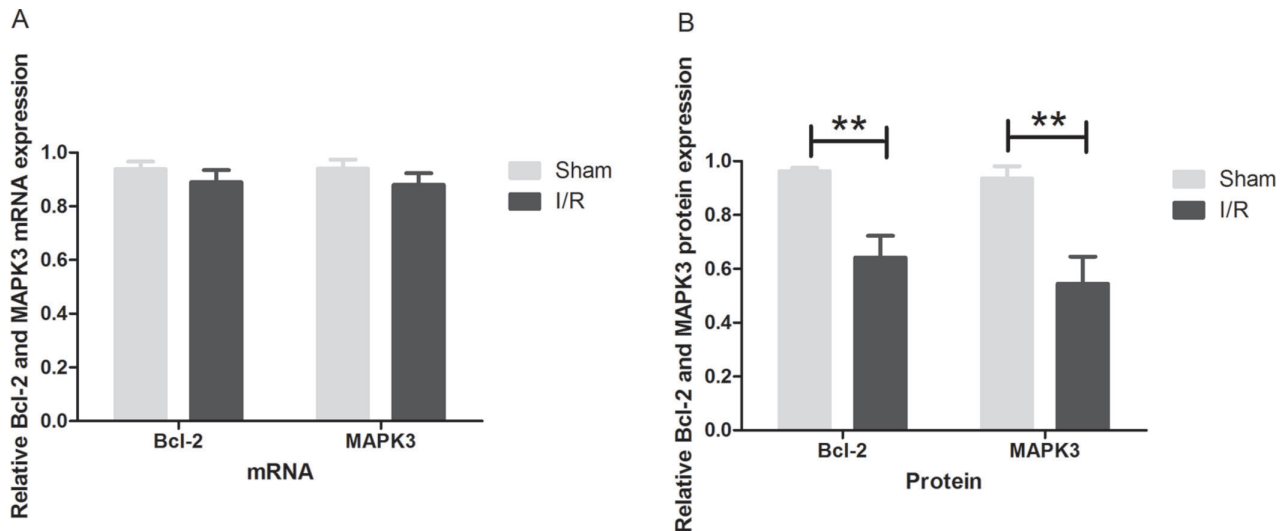 A
Relative Bcl-2 and MAPK3 mRNA expression
1.0
0.8
0.6
0.4
0.2
0.0
Bcl-2
MAPK3
mRNA
Sham
I/R
B
Relative Bcl-2 and MAPK3 protein expression
1.0
0.8
0.6
0.4
0.2
0.0
**
**
Bcl-2
MAPK3
Protein
Sham
I/R